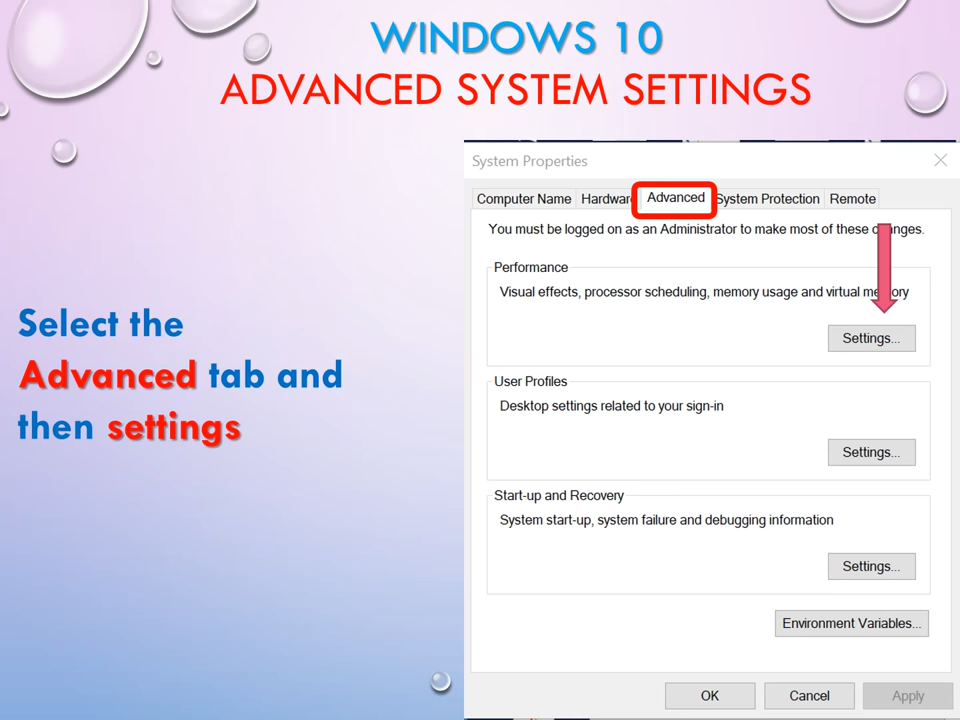 WINDOWS 10
ADVANCED SYSTEM SETTINGS
Select the
Advanced tab and
then settings
System Properties
Computer Name Hardware Advanced System Protection Remote
You must be logged on as an Administrator to make most of these changes.
Performance
Visual effects, processor scheduling, memory usage and virtual memory
Settings...
User Profiles
Desktop settings related to your sign-in
Settings...
Start-up and Recovery
System start-up, system failure and debugging information
Settings...
Environment Variables...
OK Cancel Apply